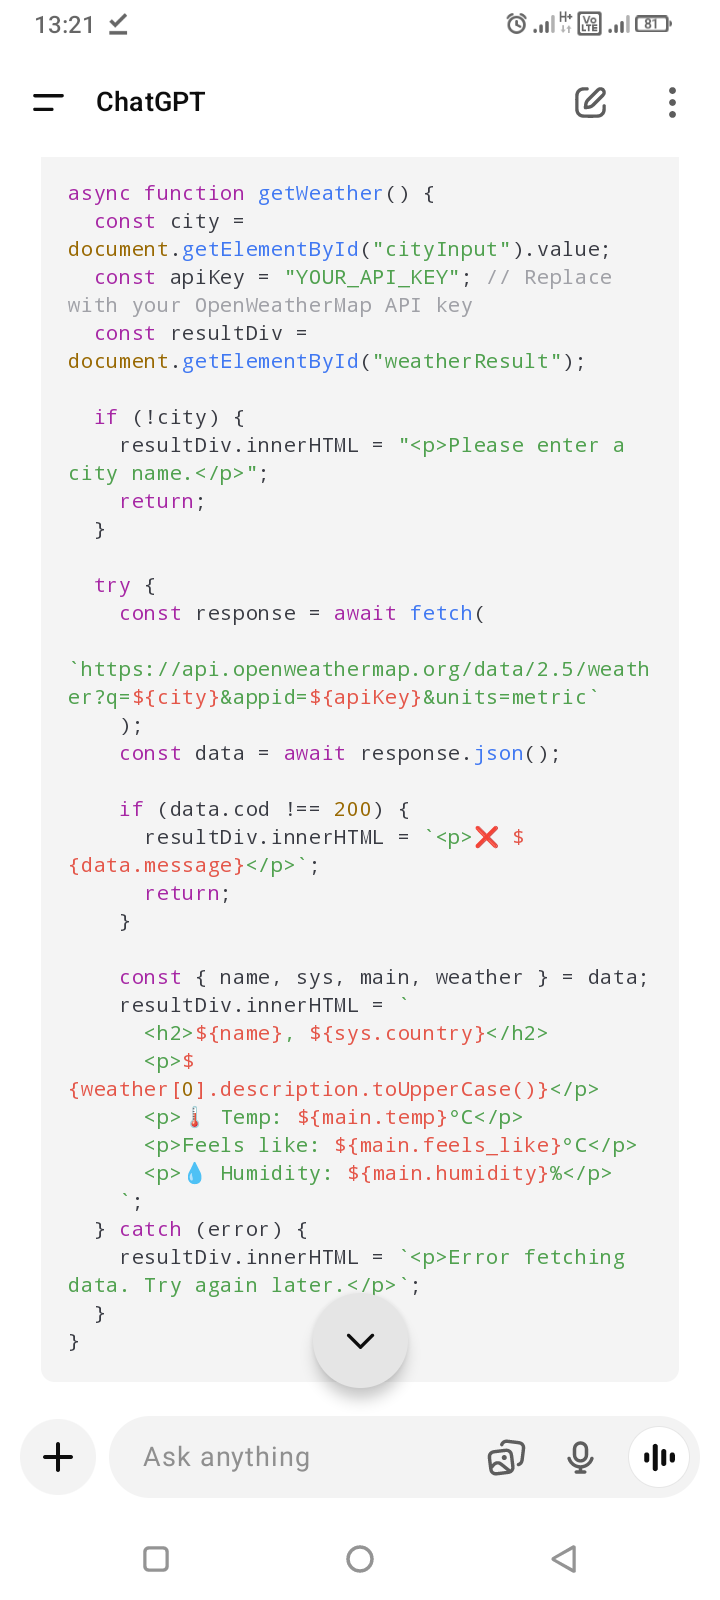 13:21
H+
Vo
LTE
81
ChatGPT
async function getWeather() {
  const city =
document.getElementById("cityInput").value;
  const apiKey = "YOUR_API_KEY"; // Replace
with your OpenWeatherMap API key
  const resultDiv =
document.getElementById("weatherResult");

  if (!city) {
    resultDiv.innerHTML = "<p>Please enter a
city name.</p>";
    return;
  }

  try {
    const response = await fetch(

`https://api.openweathermap.org/data/2.5/weath
er?q=${city}&appid=${apiKey}&units=metric`
    );
    const data = await response.json();

    if (data.cod !== 200) {
      resultDiv.innerHTML = `<p>❌ $
{data.message}</p>`;
      return;
    }

    const { name, sys, main, weather } = data;
    resultDiv.innerHTML = `
      <h2>${name}, ${sys.country}</h2>
      <p>$
{weather[0].description.toUpperCase()}</p>
      <p>🌡️ Temp: ${main.temp}°C</p>
      <p>Feels like: ${main.feels_like}°C</p>
      <p>💧 Humidity: ${main.humidity}%</p>
    `;
  } catch (error) {
    resultDiv.innerHTML = `<p>Error fetching
data. Try again later.</p>`;
  }
}
Ask anything